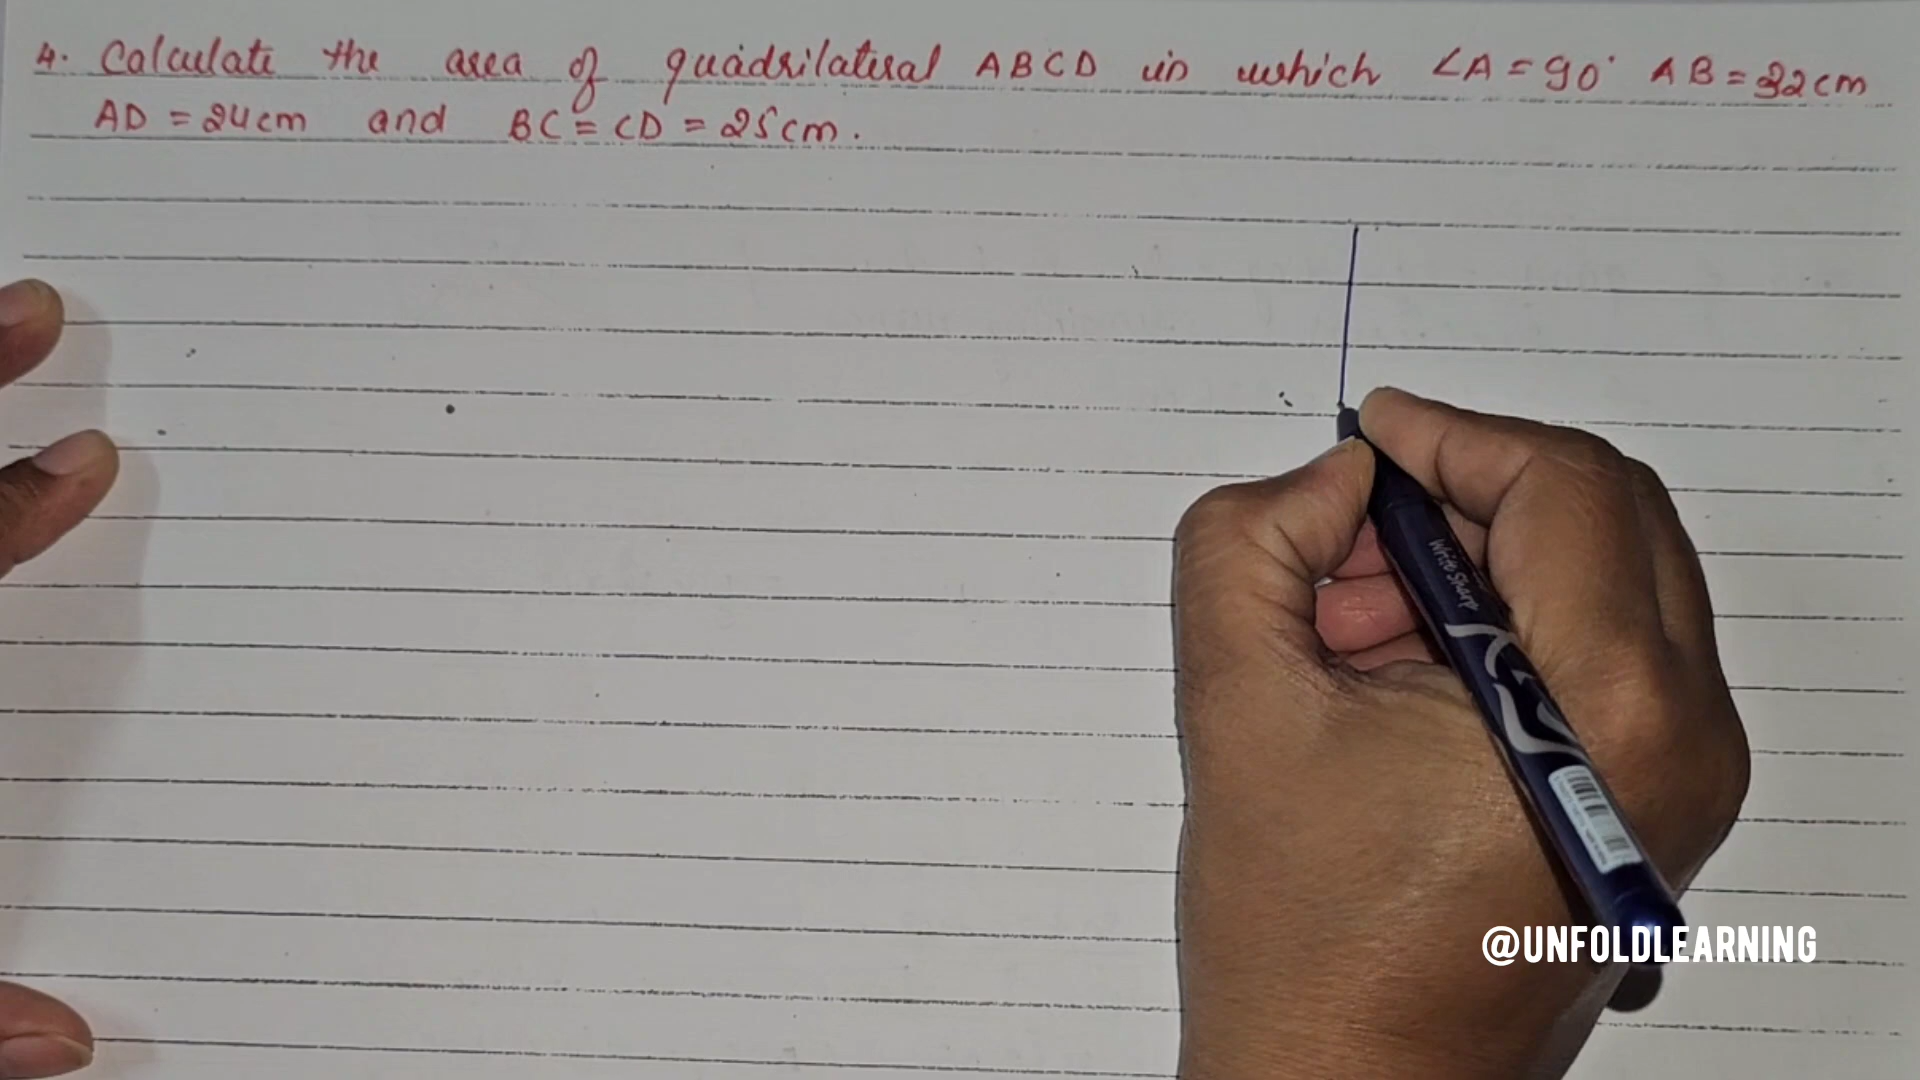 4. Calculate the area of quadrilateral ABCD in which ∠A = 90° AB = 32cm
AD = 24cm and BC = CD = 25cm.
Write Sharp
@UNFOLDLEARNING